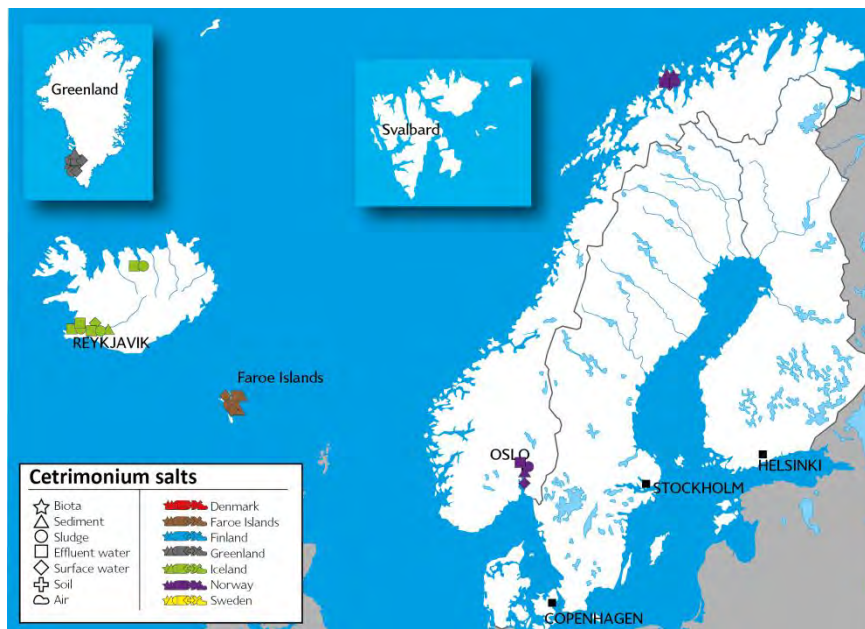 Greenland
Svalbard
REYKJAVIK
Faroe Islands
OSLO
HELSINKI
STOCKHOLM
COPENHAGEN
Cetrimonium salts
Biota
Sediment
Sludge
Effluent water
Surface water
Soil
Air
Denmark
Faroe Islands
Finland
Greenland
Iceland
Norway
Sweden